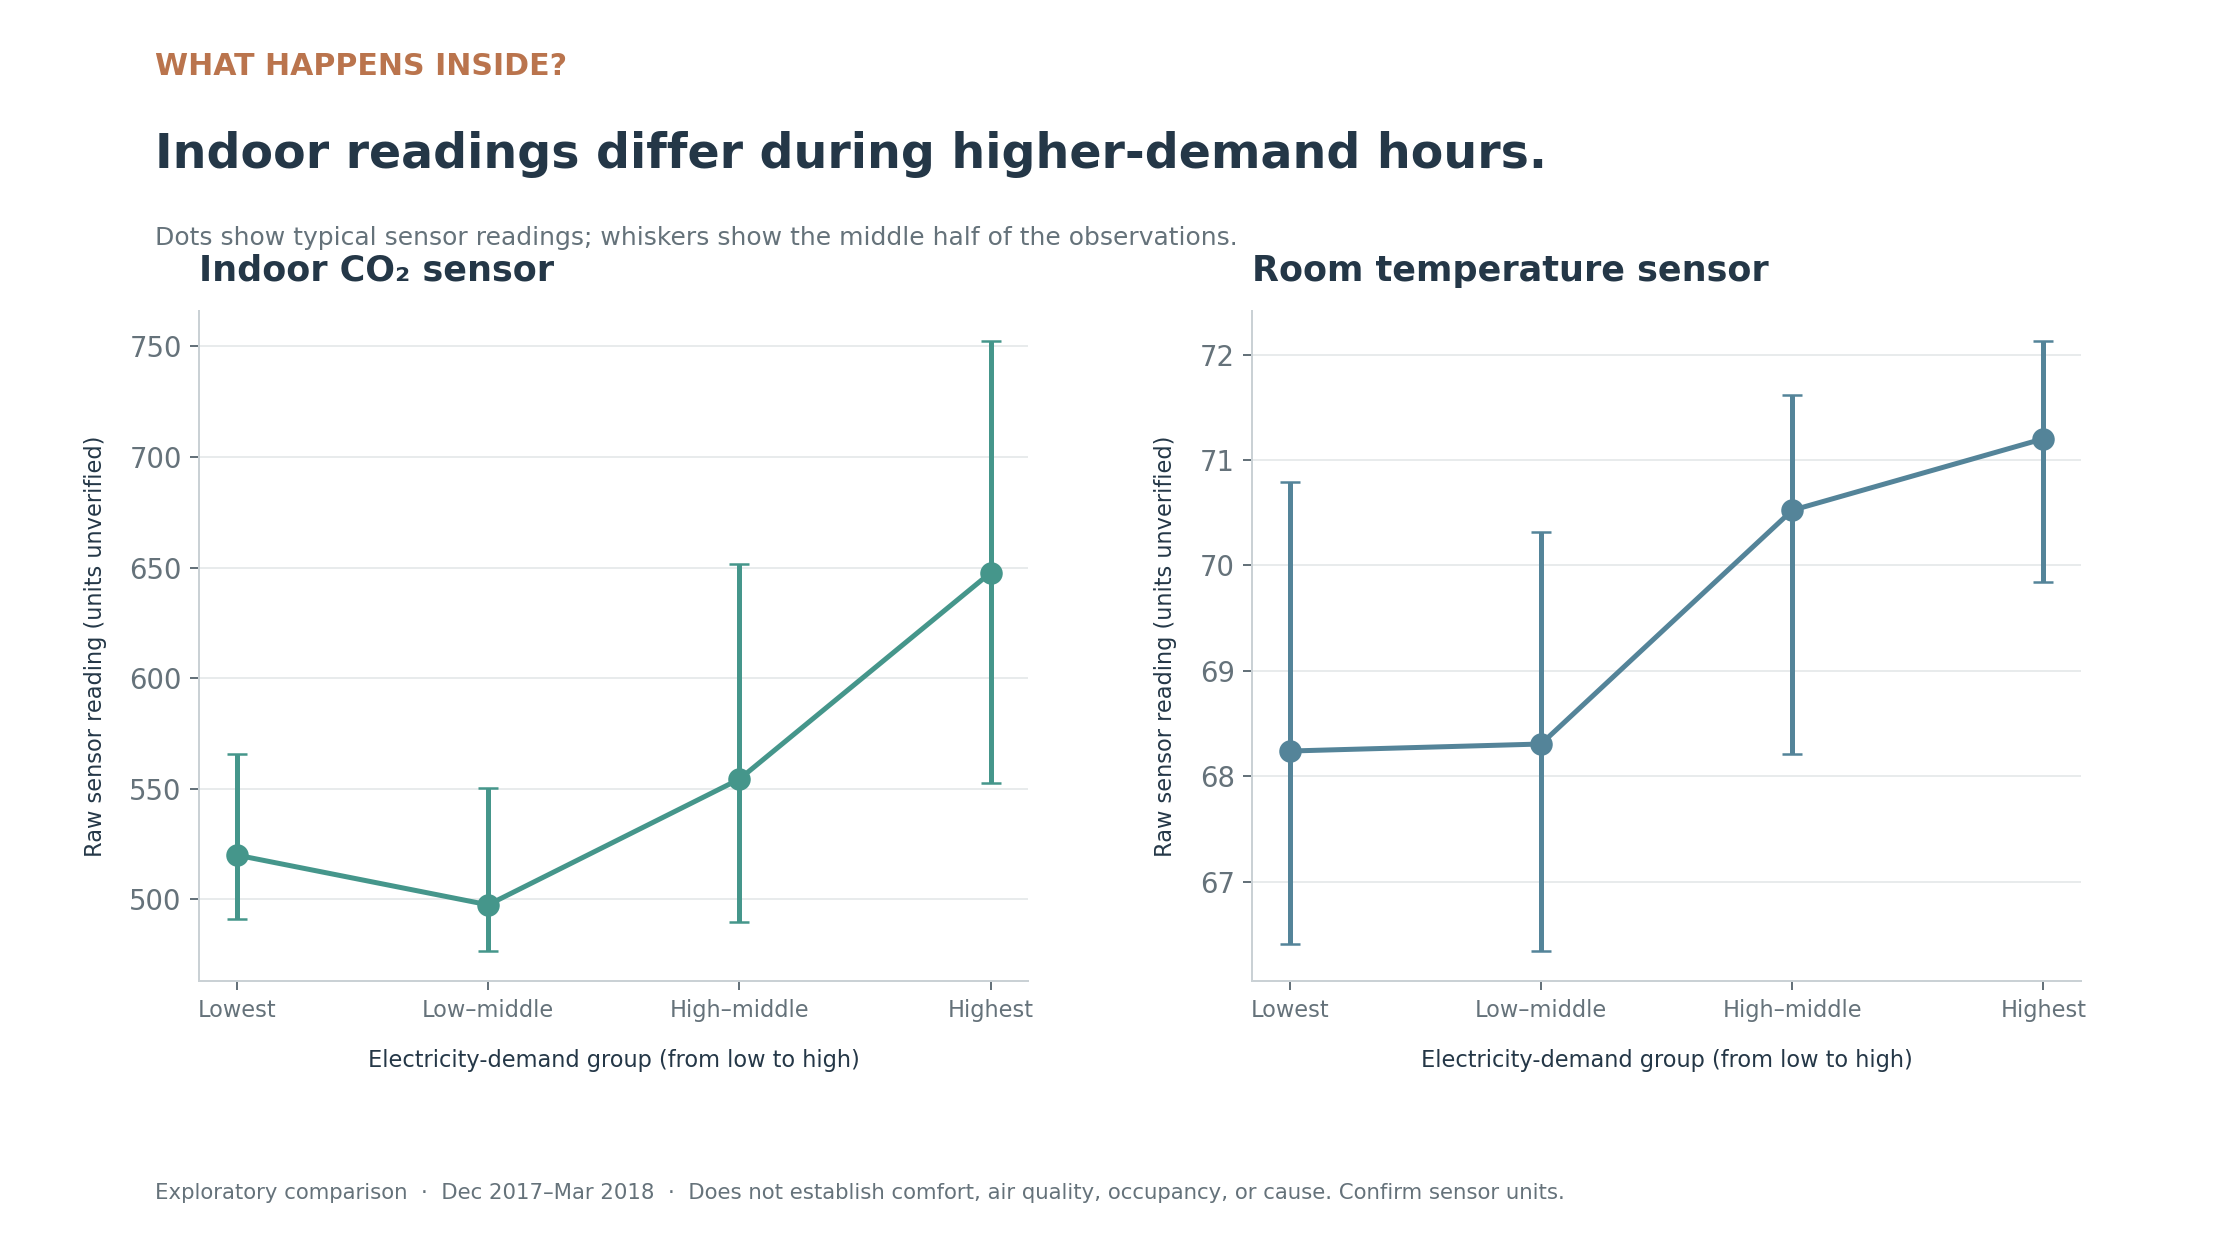 WHAT HAPPENS INSIDE?
Indoor readings differ during higher-demand hours.
Dots show typical sensor readings; whiskers show the middle half of the observations.
Indoor CO₂ sensor
Raw sensor reading (units unverified)
750
700
650
600
550
500
Lowest
Low–middle
High–middle
Highest
Electricity-demand group (from low to high)
Room temperature sensor
Raw sensor reading (units unverified)
72
71
70
69
68
67
Lowest
Low–middle
High–middle
Highest
Electricity-demand group (from low to high)
Exploratory comparison · Dec 2017–Mar 2018 · Does not establish comfort, air quality, occupancy, or cause. Confirm sensor units.